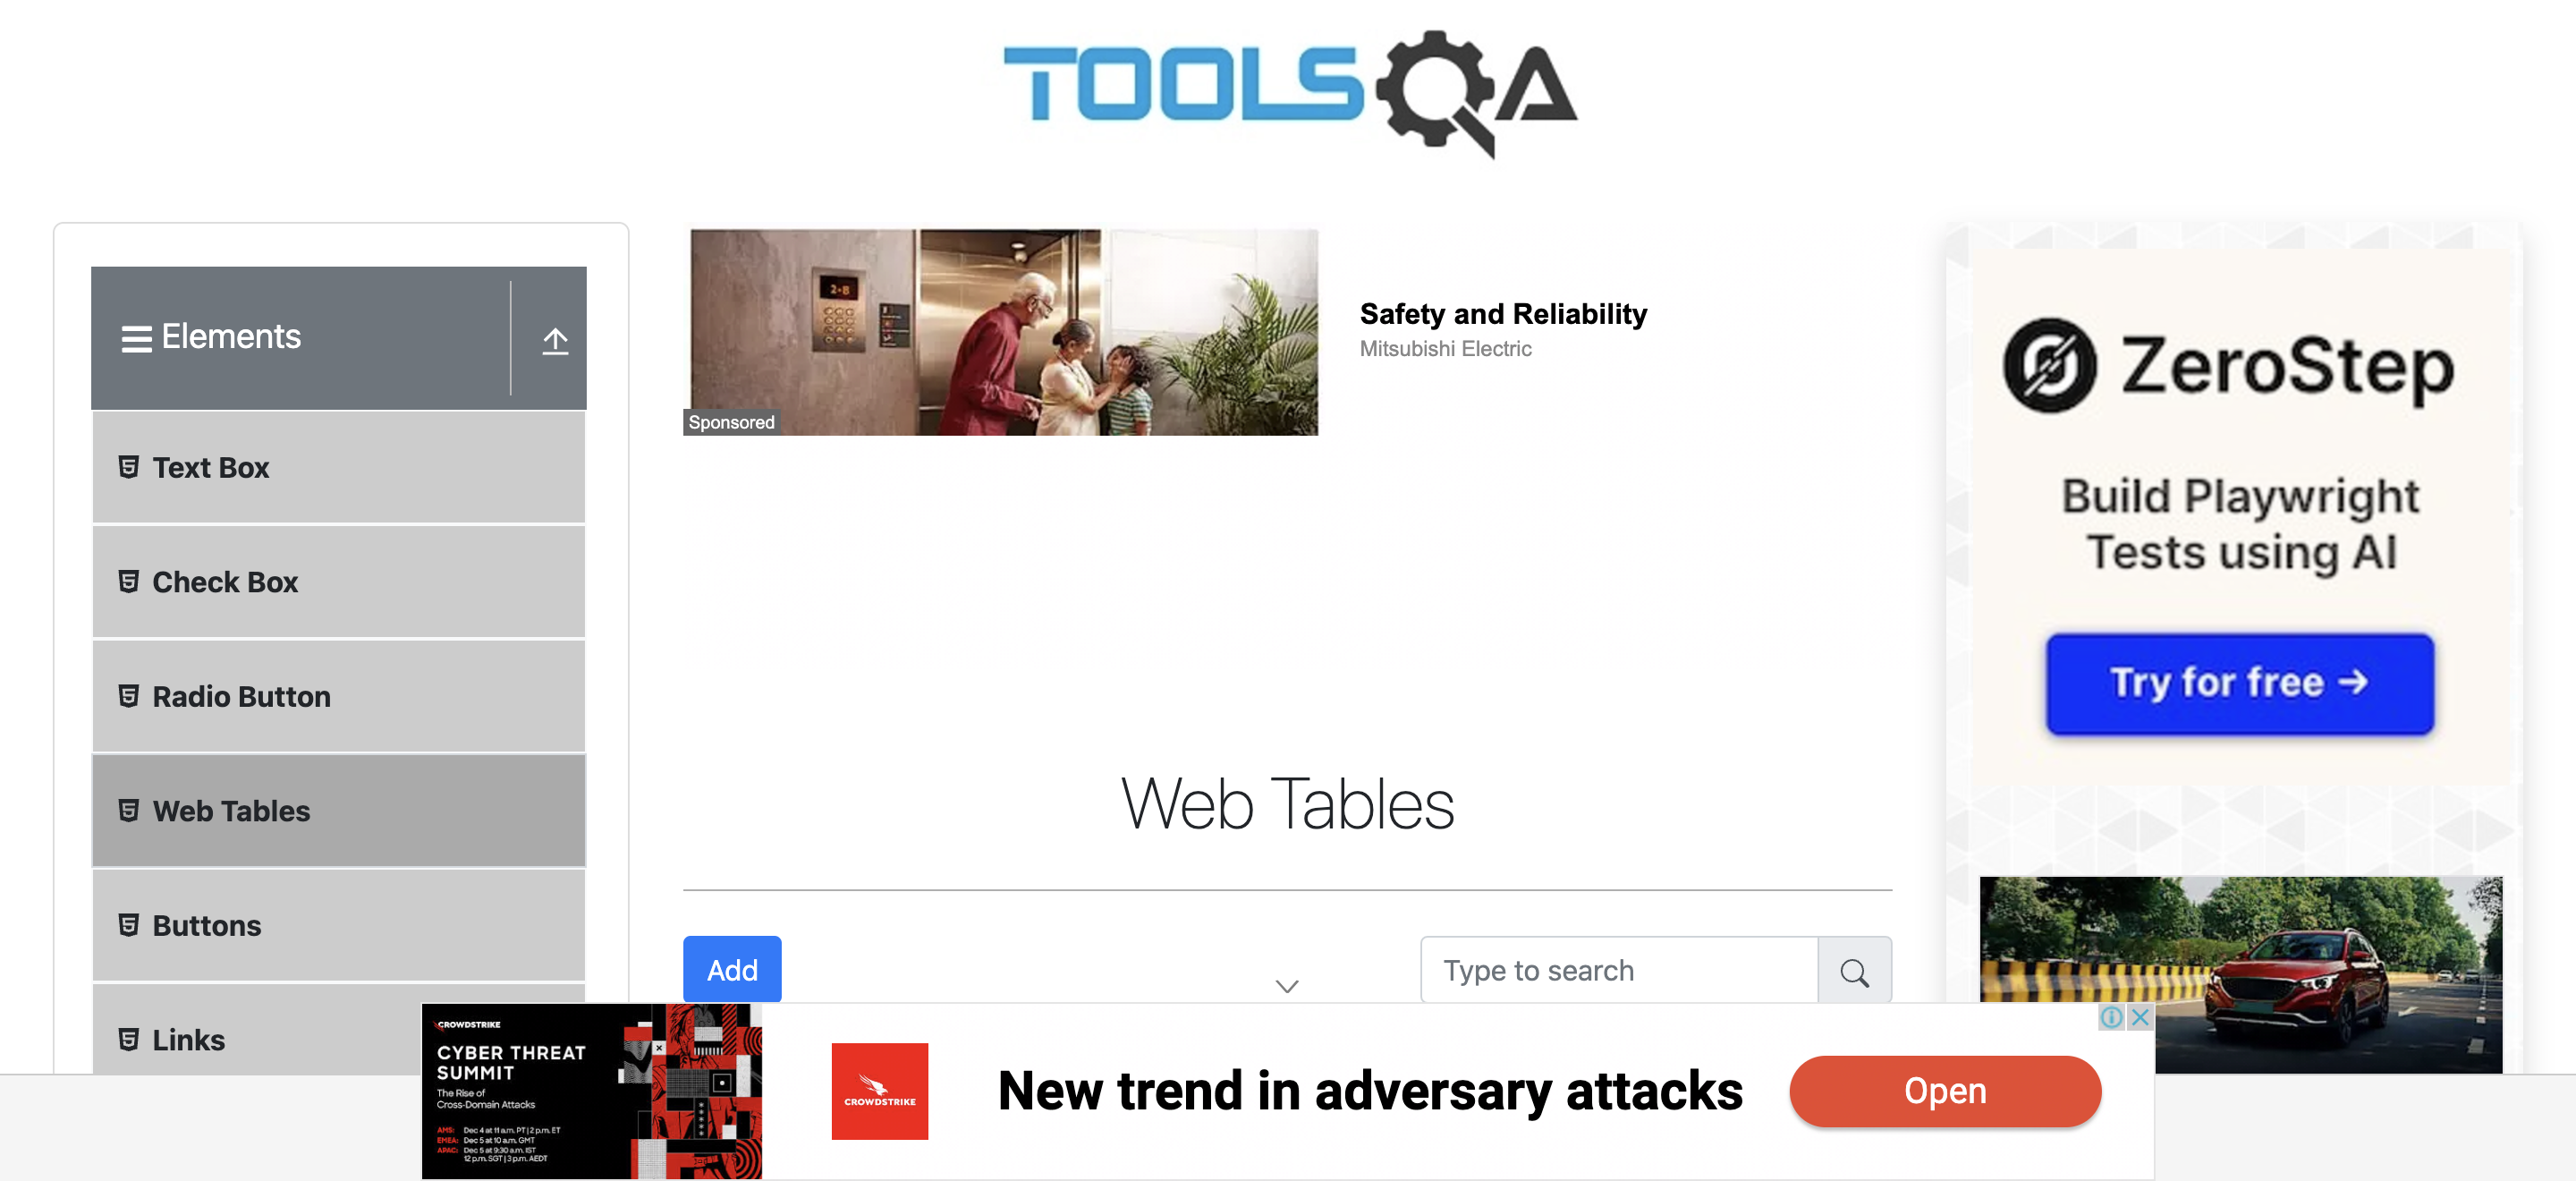 TOOLSQA
Elements
Text Box
Check Box
Radio Button
Web Tables
Buttons
Links
2-8
Sponsored
Safety and Reliability
Mitsubishi Electric
Web Tables
Add
Type to search
ZeroStep
Build Playwright
Tests using AI
Try for free →
CROWDSTRIKE
CYBER THREAT
SUMMIT
The Rise of
Cross-Domain Attacks
AMS: Dec 4 at 11 a.m. PT | 2 p.m. ET
EMEA: Dec 5 at 10 a.m. GMT
APAC: Dec 5 at 9:30 a.m. IST
12 p.m. SGT | 3 p.m. AEDT
CROWDSTRIKE
New trend in adversary attacks
Open